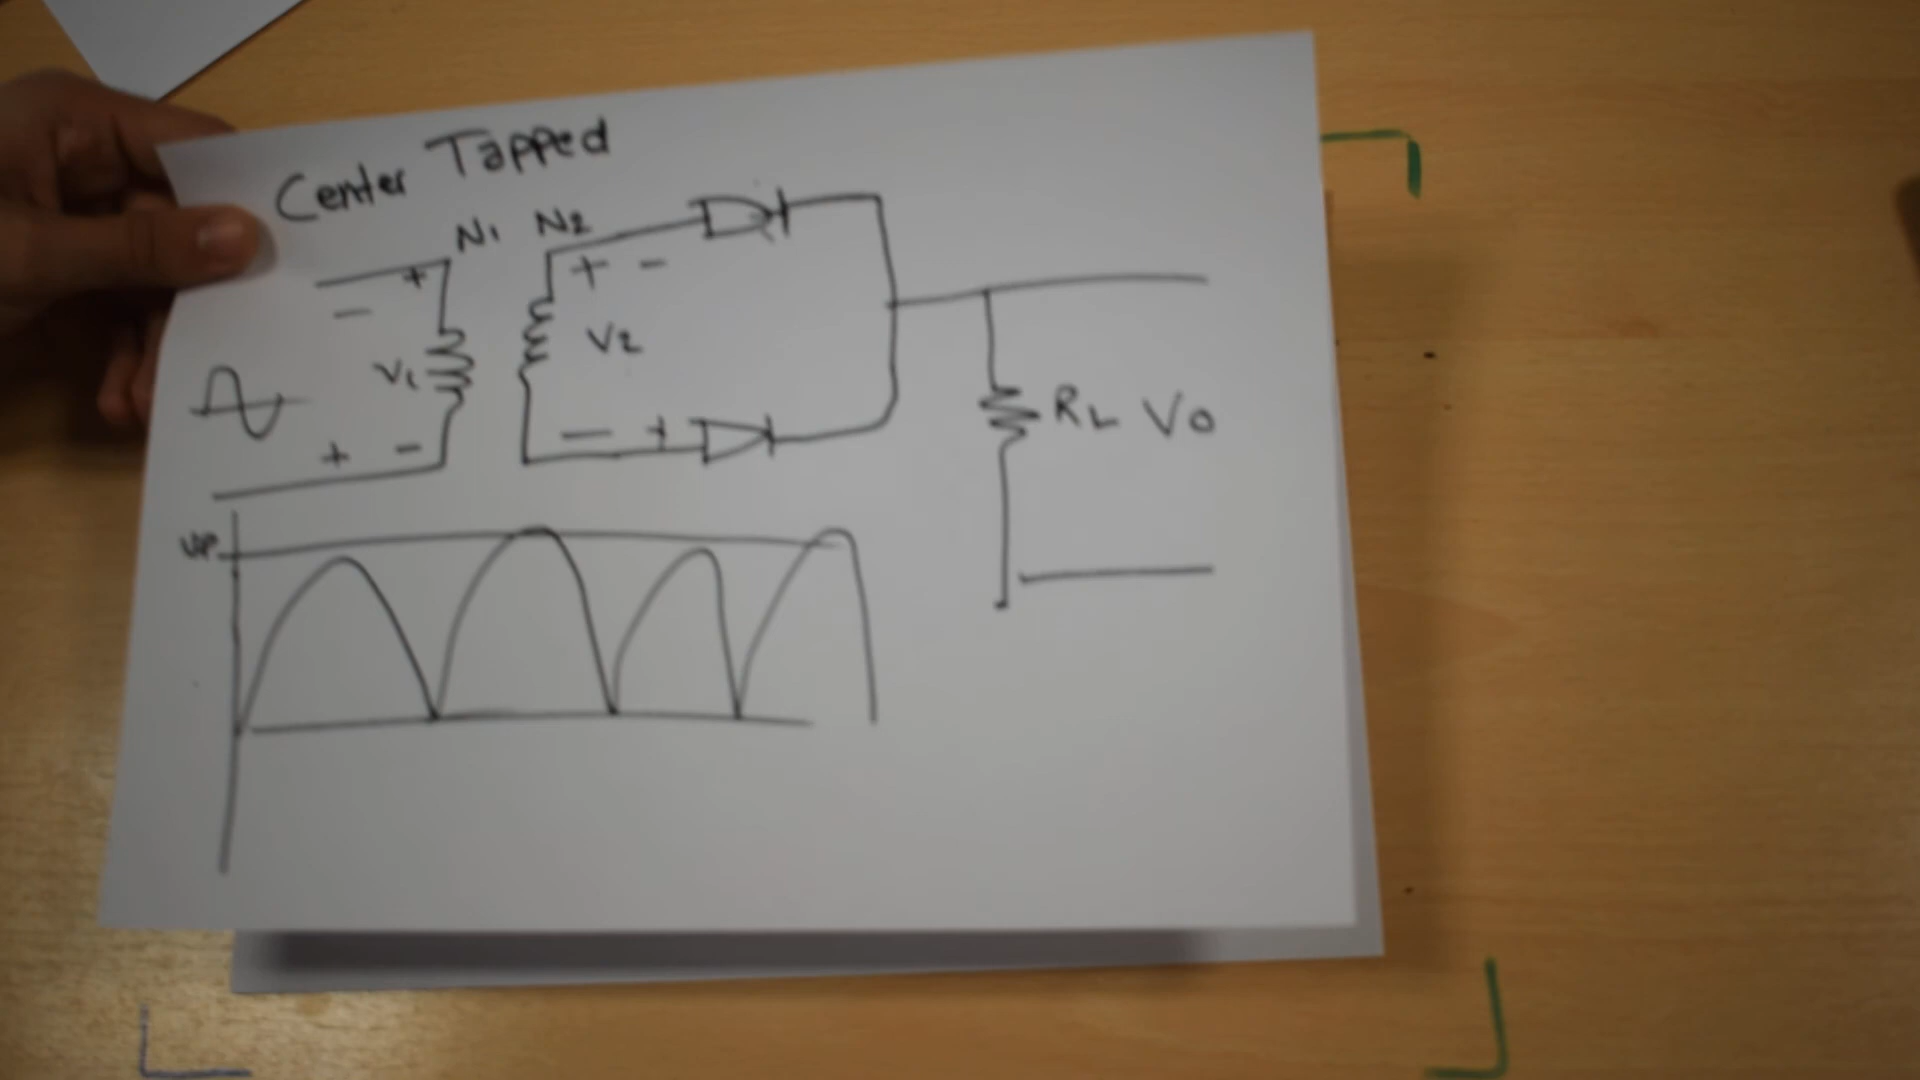 Center Tapped
N1 N2
+ + -
-
V1 V2
+ - - +
RL Vo
VP